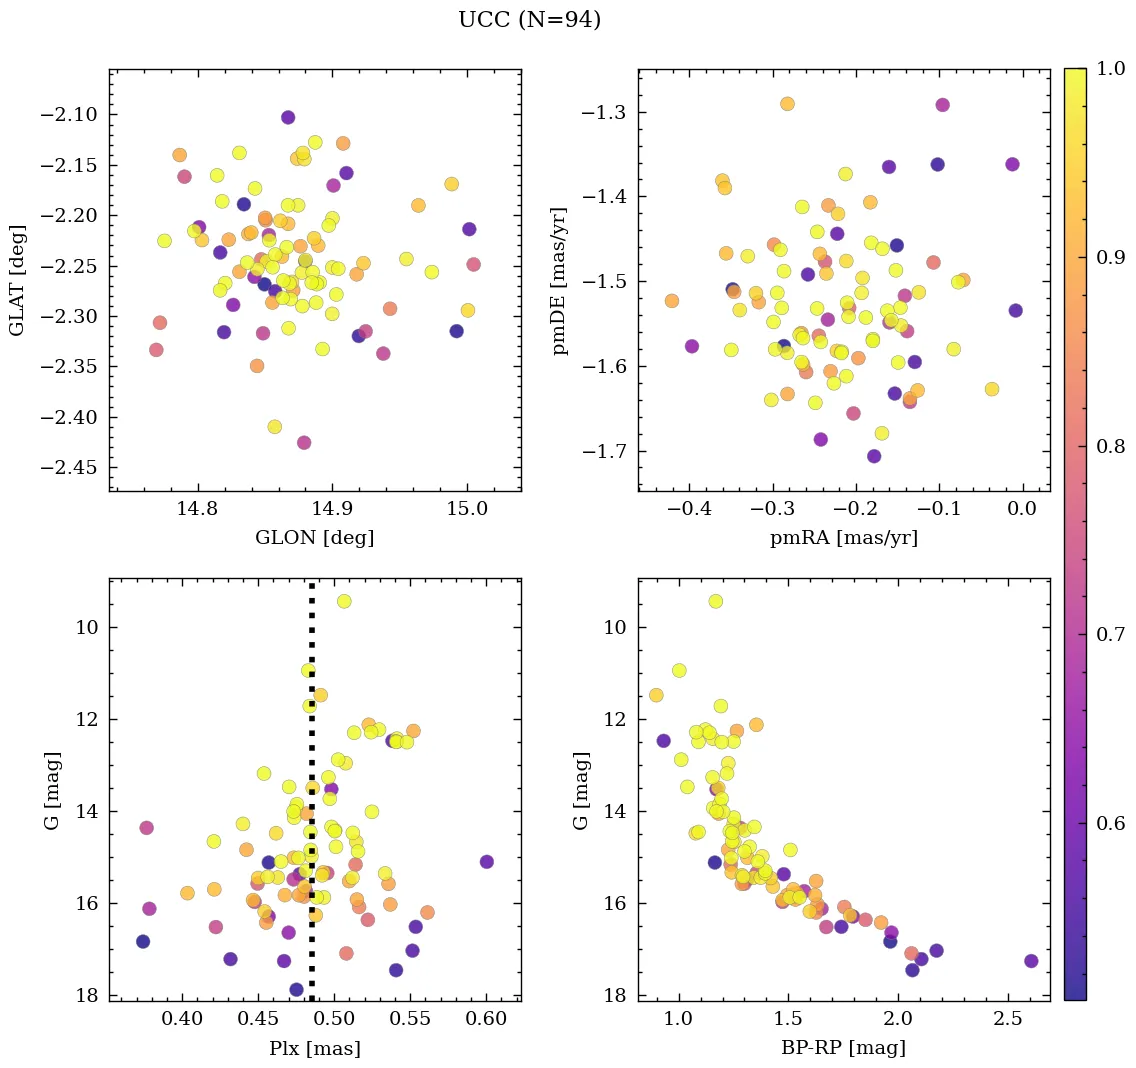 UCC (N=94)
−2.10
−2.15
−2.20
−2.25
−2.30
−2.35
−2.40
−2.45
GLAT [deg]
14.8 14.9 15.0
GLON [deg]
−1.3
−1.4
−1.5
−1.6
−1.7
pmDE [mas/yr]
−0.4 −0.3 −0.2 −0.1 0.0
pmRA [mas/yr]
1.0
0.9
0.8
0.7
0.6
10
12
14
16
18
G [mag]
0.40 0.45 0.50 0.55 0.60
Plx [mas]
10
12
14
16
18
G [mag]
1.0 1.5 2.0 2.5
BP-RP [mag]